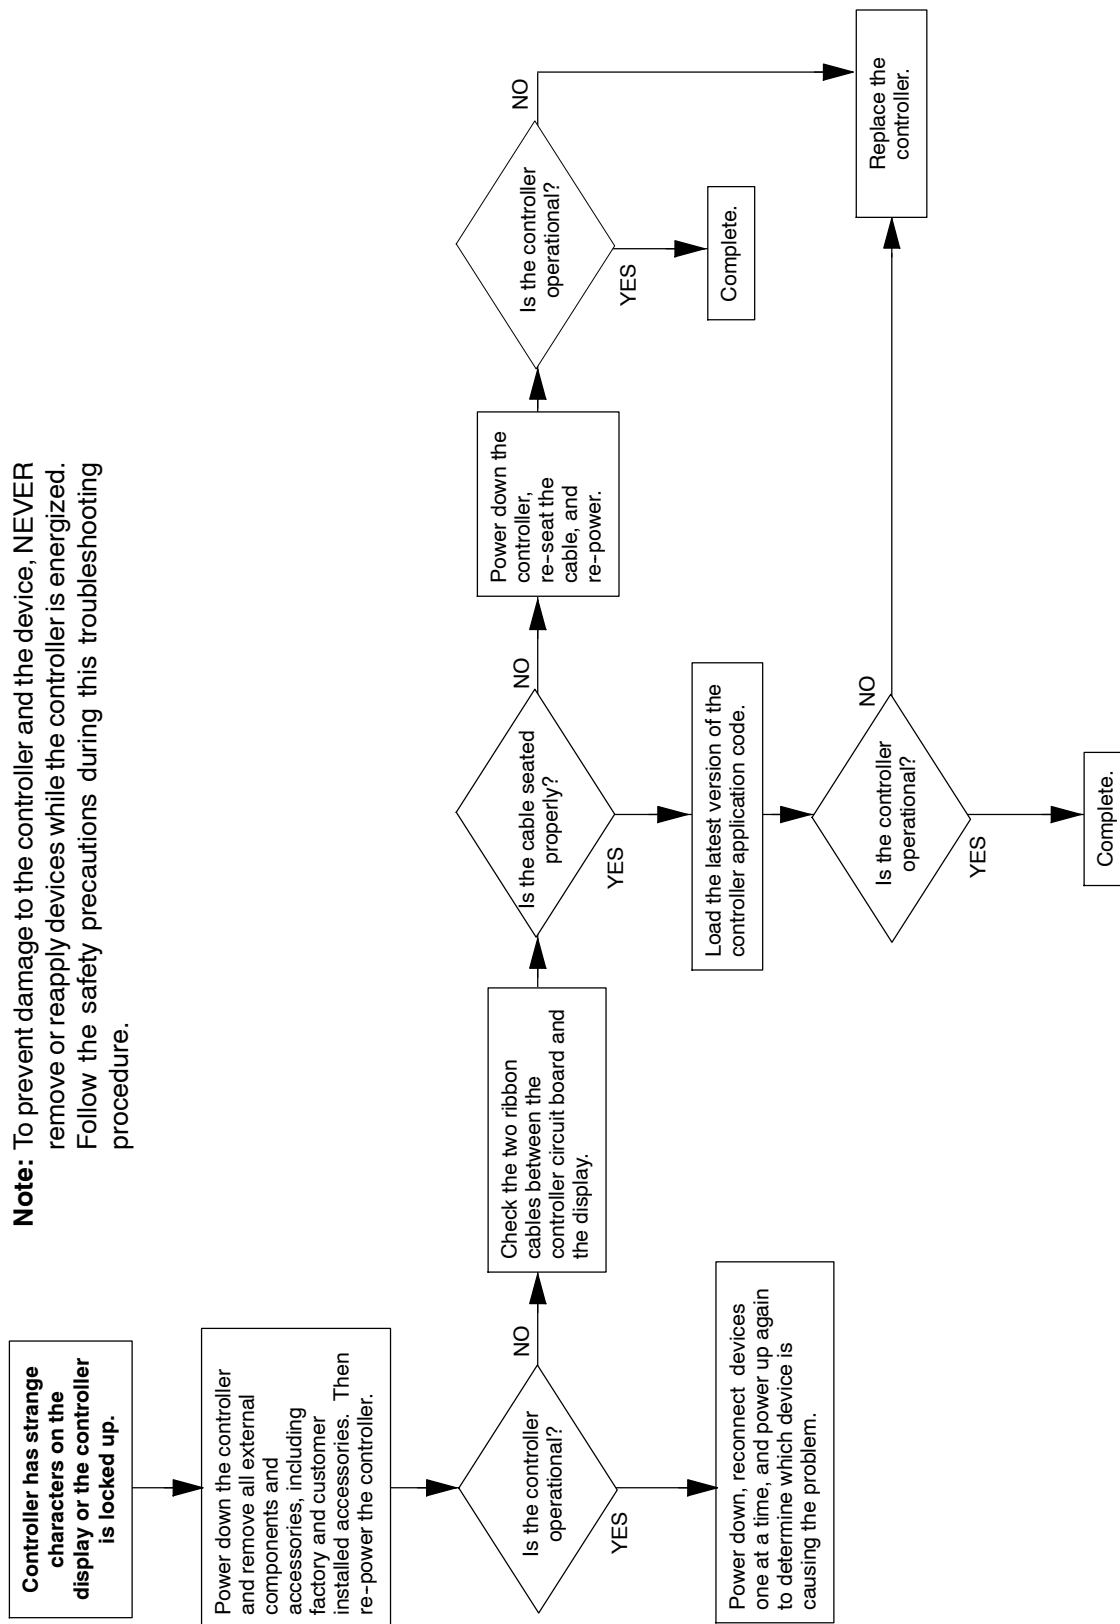 Note: To prevent damage to the controller and the device, NEVER
remove or reapply devices while the controller is energized.
Follow the safety precautions during this troubleshooting
procedure.
Controller has strange
characters on the
display or the controller
is locked up.
Power down the controller
and remove all external
components and
accessories, including
factory and customer
installed accessories. Then
re-power the controller.
Is the controller
operational?
NO
YES
Power down, reconnect devices
one at a time, and power up again
to determine which device is
causing the problem.
Check the two ribbon
cables between the
controller circuit board and
the display.
Is the cable seated
properly?
NO
YES
Power down the
controller,
re-seat the
cable, and
re-power.
Is the controller
operational?
NO
YES
Complete.
Load the latest version of the
controller application code.
Is the controller
operational?
NO
YES
Complete.
Replace the
controller.